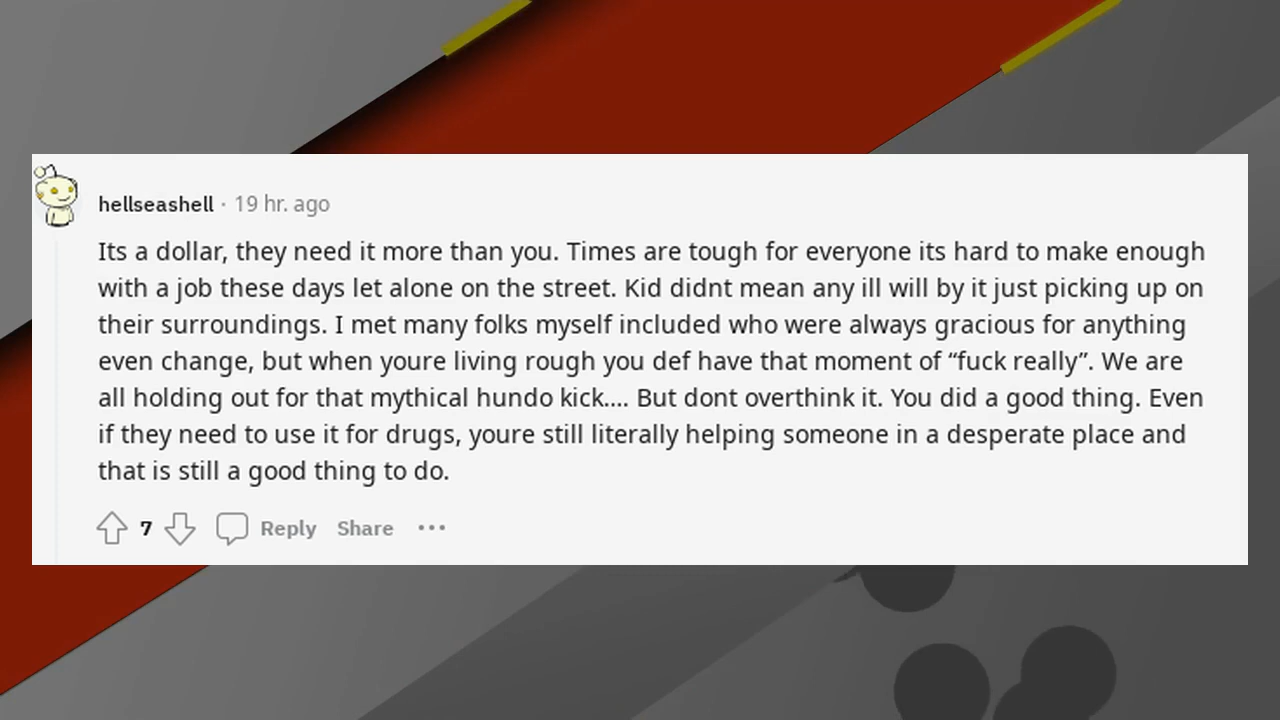 hellseashell · 19 hr. ago
Its a dollar, they need it more than you. Times are tough for everyone its hard to make enough
with a job these days let alone on the street. Kid didnt mean any ill will by it just picking up on
their surroundings. I met many folks myself included who were always gracious for anything
even change, but when youre living rough you def have that moment of “fuck really”. We are
all holding out for that mythical hundo kick.... But dont overthink it. You did a good thing. Even
if they need to use it for drugs, youre still literally helping someone in a desperate place and
that is still a good thing to do.
7 Reply Share ···